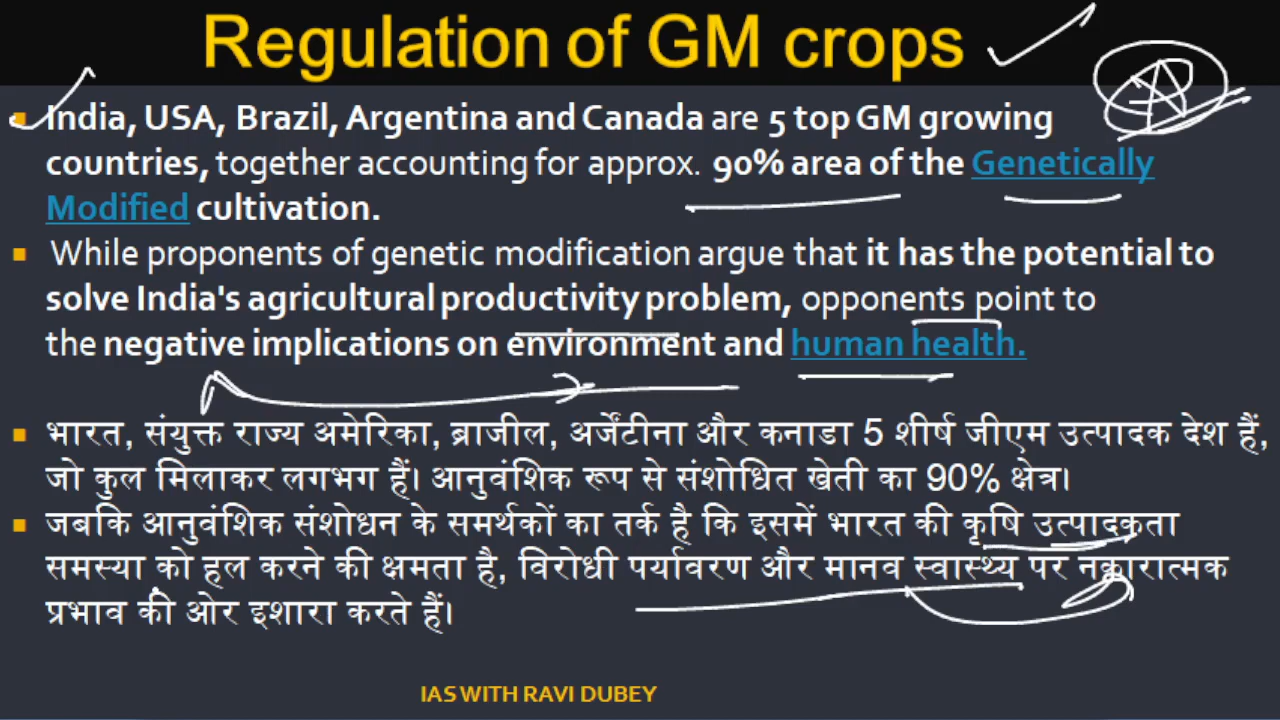 Regulation of GM crops
India, USA, Brazil, Argentina and Canada are 5 top GM growing
countries, together accounting for approx. 90% area of the Genetically
Modified cultivation.
While proponents of genetic modification argue that it has the potential to
solve India's agricultural productivity problem, opponents point to
the negative implications on environment and human health.
भारत, संयुक्त राज्य अमेरिका, ब्राजील, अर्जेंटीना और कनाडा 5 शीर्ष जीएम उत्पादक देश हैं,
जो कुल मिलाकर लगभग हैं। आनुवंशिक रूप से संशोधित खेती का 90% क्षेत्र।
जबकि आनुवंशिक संशोधन के समर्थकों का तर्क है कि इसमें भारत की कृषि उत्पादकता
समस्या को हल करने की क्षमता है, विरोधी पर्यावरण और मानव स्वास्थ्य पर नकारात्मक
प्रभाव की ओर इशारा करते हैं।
IAS WITH RAVI DUBEY